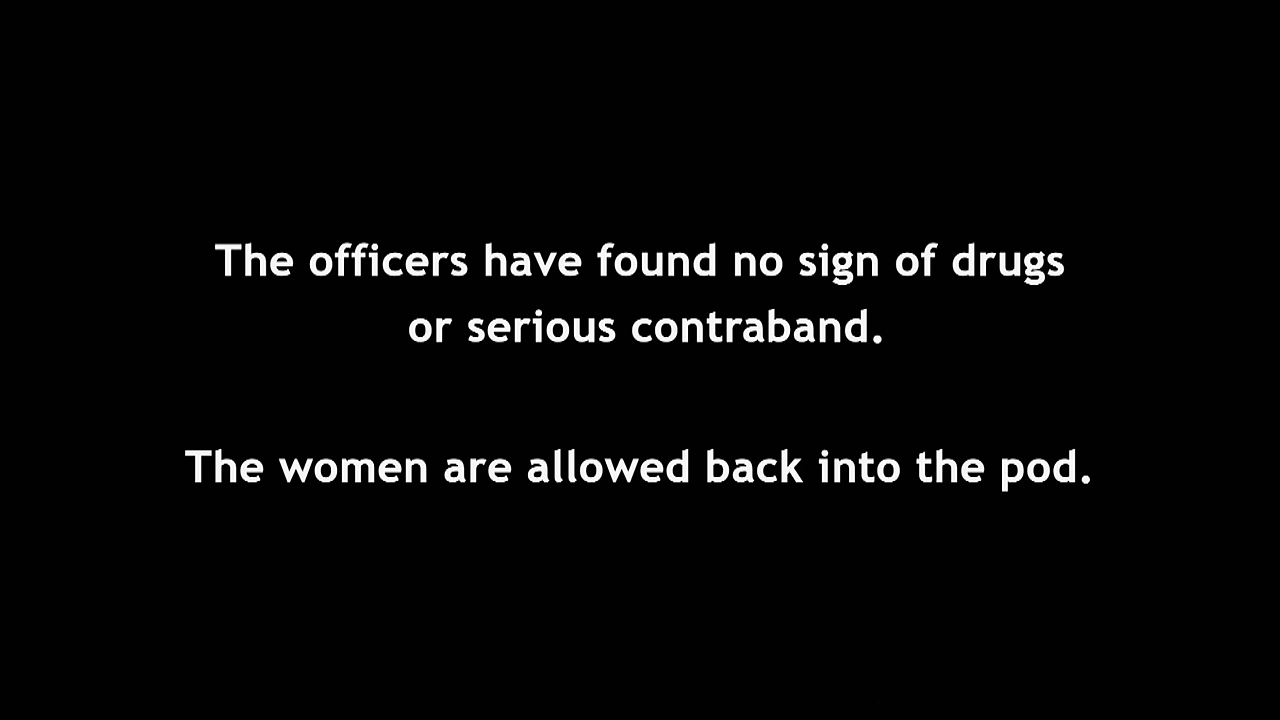 The officers have found no sign of drugs
or serious contraband.
The women are allowed back into the pod.